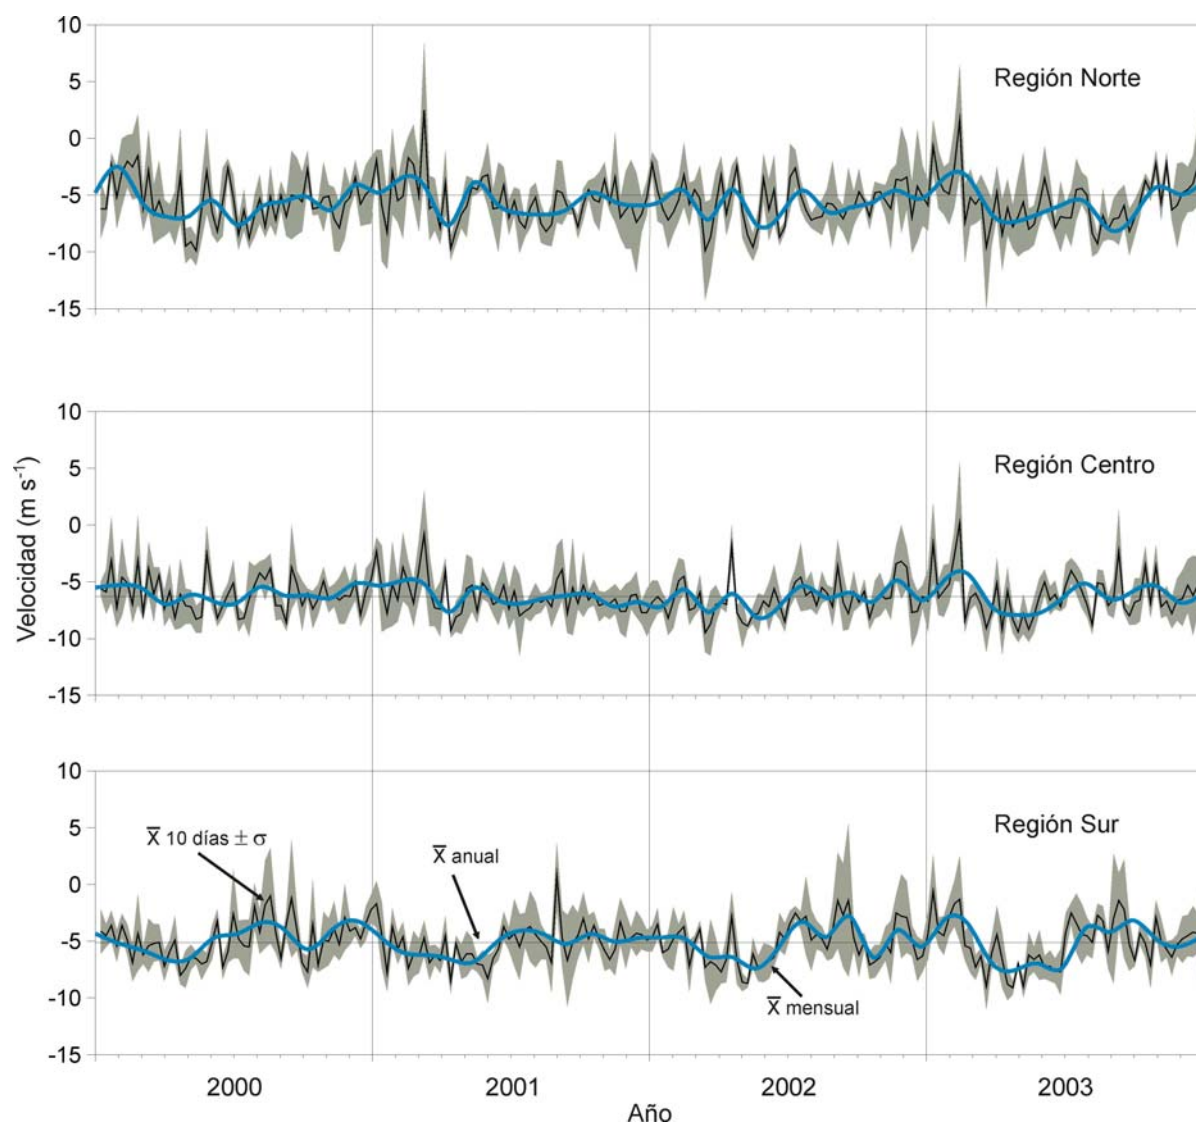 10
5
0
-5
-10
-15
Región Norte
10
5
0
-5
-10
-15
Región Centro
Velocidad (m s⁻¹)
10
5
0
-5
-10
-15
Región Sur
X̅ 10 días ± σ
X̅ anual
X̅ mensual
2000 2001 2002 2003
Año